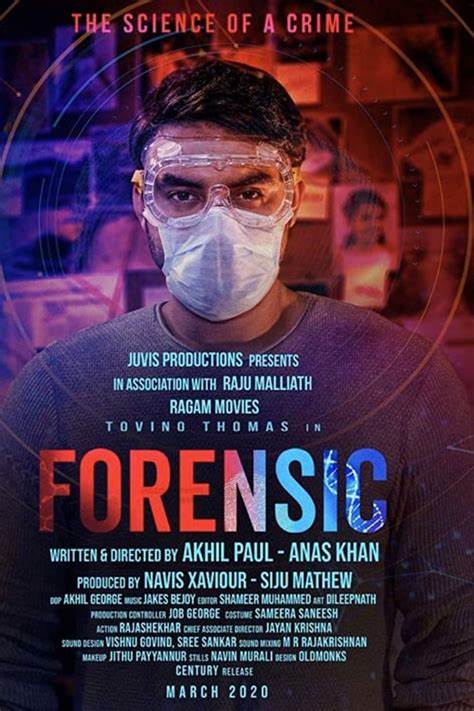 THE SCIENCE OF A CRIME
JUVIS PRODUCTIONS PRESENTS
IN ASSOCIATION WITH RAJU MALLIATH
RAGAM MOVIES
TOVINO THOMAS IN
FORENSIC
WRITTEN & DIRECTED BY AKHIL PAUL - ANAS KHAN
PRODUCED BY NAVIS XAVIOUR - SIJU MATHEW
DOP AKHIL GEORGE MUSIC JAKES BEJOY EDITOR SHAMEER MUHAMMED ART DILEEPNATH
PRODUCTION CONTROLLER JOB GEORGE COSTUME SAMEERA SANEESH
ACTION RAJASHEKHAR CHIEF ASSOCIATE DIRECTOR JAYAN KRISHNA
SOUND DESIGN VISHNU GOVIND, SREE SANKAR SOUND MIXING M R RAJAKRISHNAN
MAKEUP JITHU PAYYANNUR STILLS NAVIN MURALI DESIGN OLDMONKS
CENTURY RELEASE
MARCH 2020